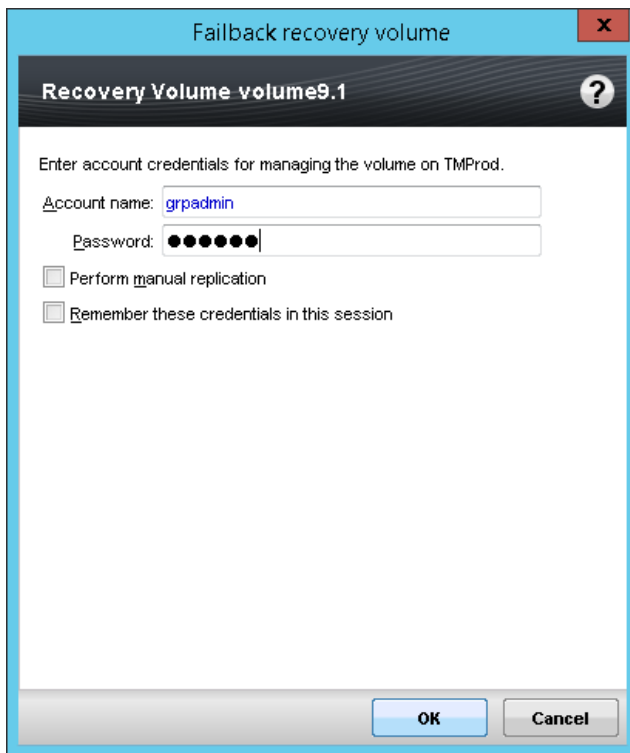 Failback recovery volume
x
Recovery Volume volume9.1
?
Enter account credentials for managing the volume on TMProd.
Account name: grpadmin
Password: ●●●●●●
Perform manual replication
Remember these credentials in this session
OK
Cancel